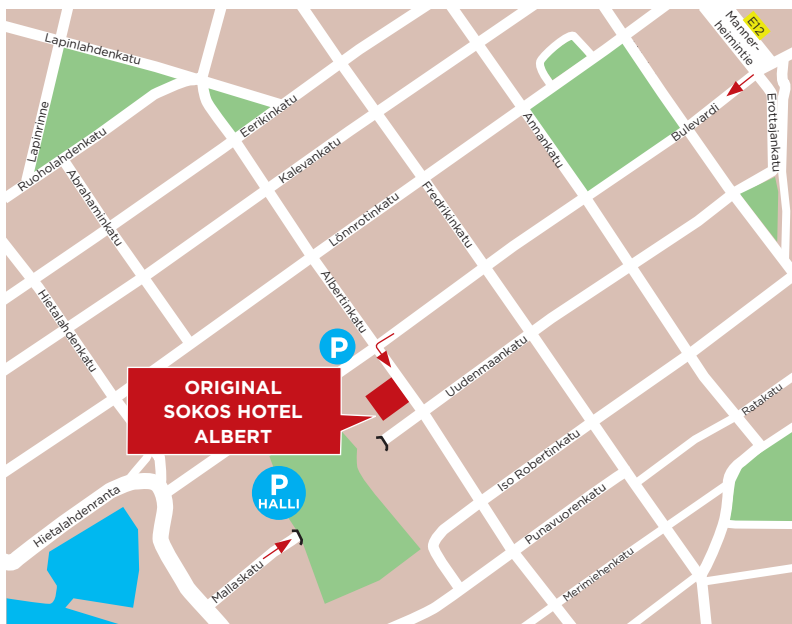 Lapinlahdenkatu
Manner-
heimintie
E12
Lapinrinne
Ruoholahdenkatu
Eerikinkatu
Annankatu
Bulevardi
Erottajankatu
Kalevankatu
Abrahaminkatu
Fredrikinkatu
Lönnrotinkatu
Hietalahdenkatu
Albertinkatu
P
Uudenmaankatu
ORIGINAL
SOKOS HOTEL
ALBERT
Ratakatu
Iso Robertinkatu
P
HALLI
Hietalahdenranta
Punavuorenkatu
Mallaskatu
Merimiehenkatu